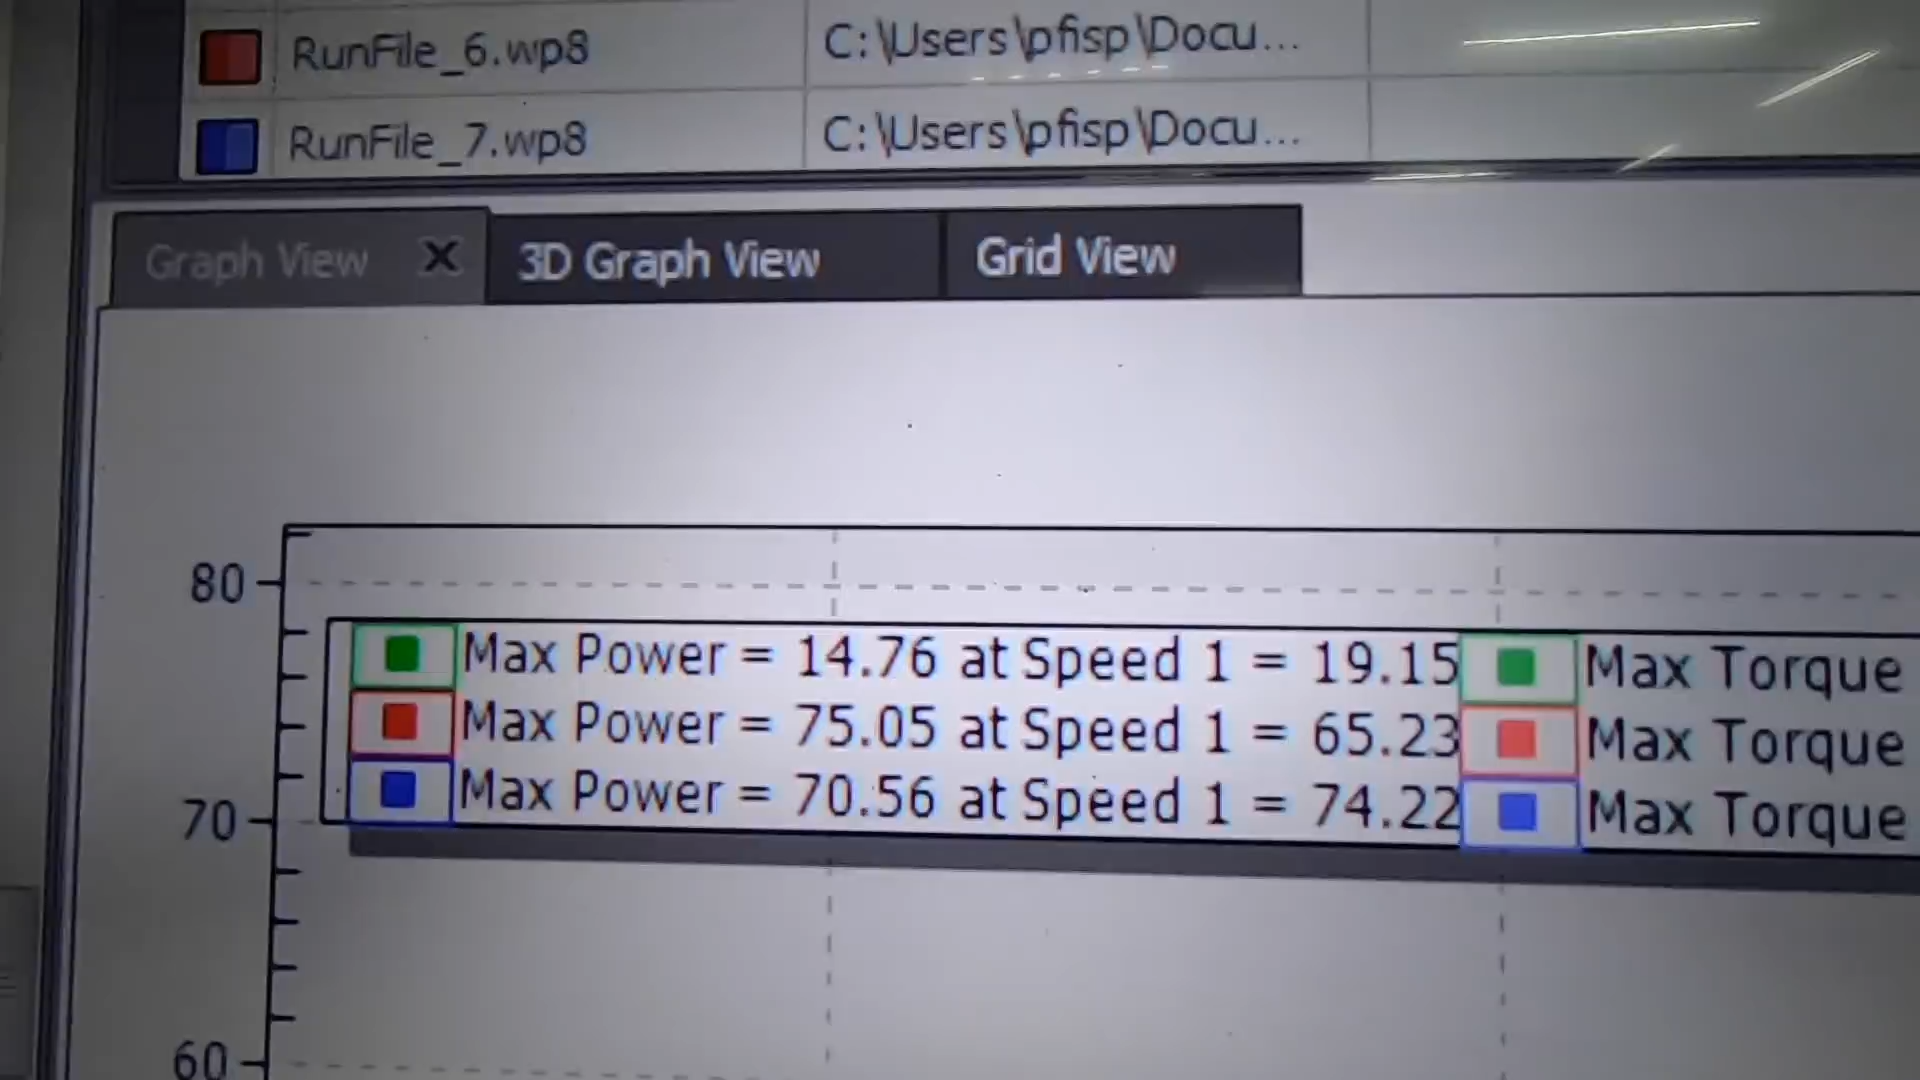 RunFile_6.wp8 C:\Users\pfisp\Docu...
RunFile_7.wp8 C:\Users\pfisp\Docu...
Graph View X 3D Graph View Grid View
80
Max Power = 14.76 at Speed 1 = 19.15 Max Torque
Max Power = 75.05 at Speed 1 = 65.23 Max Torque
Max Power = 70.56 at Speed 1 = 74.22 Max Torque
70
60